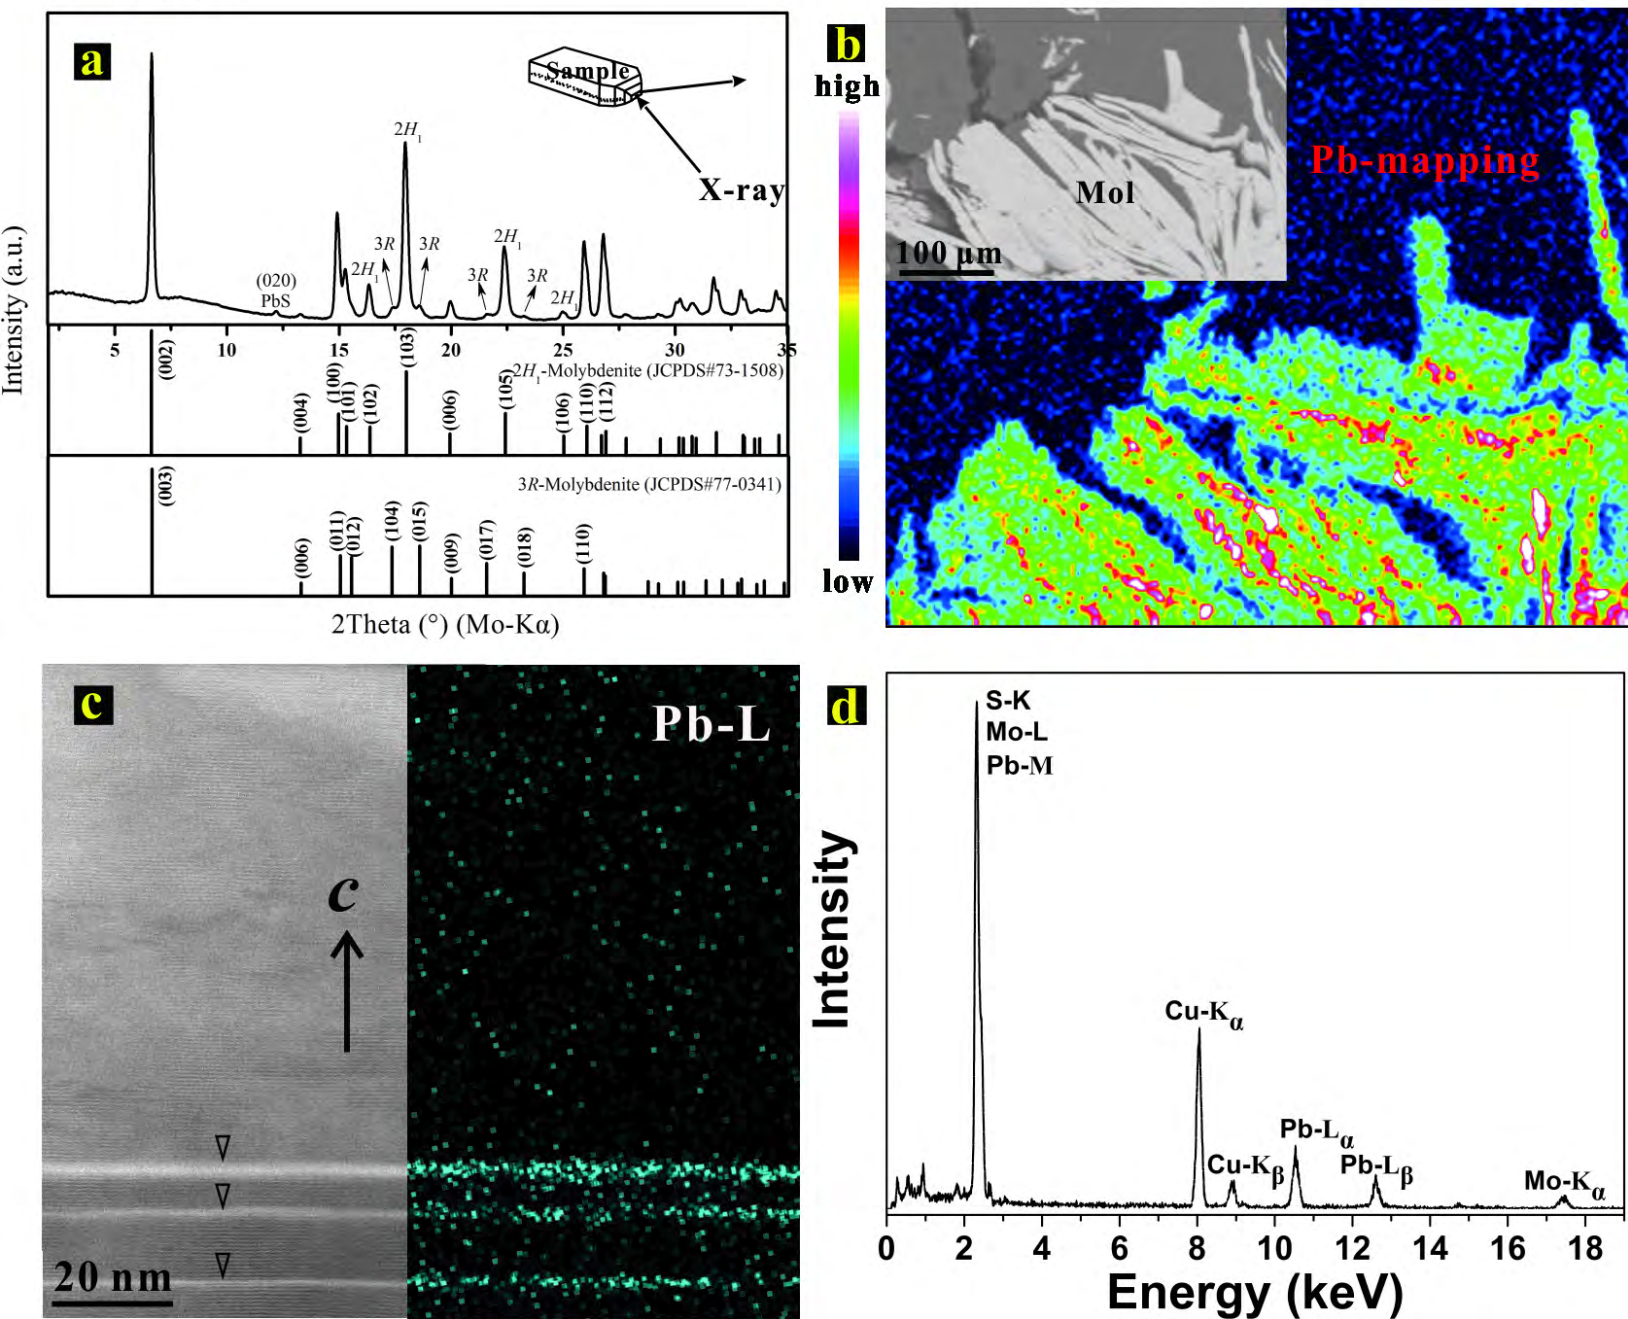 a
Sample
X-ray
2H1
3R
3R
2H1
(020)
PbS
2H1
3R
3R
2H1
Intensity (a.u.)
5 10 15 20 25 30 35
2H1-Molybdenite (JCPDS#73-1508)
(002)
(004)
(100)
(101)
(102)
(103)
(006)
(105)
(106)
(110)
(112)
3R-Molybdenite (JCPDS#77-0341)
(003)
(006)
(011)
(012)
(104)
(015)
(009)
(017)
(018)
(110)
2Theta (°) (Mo-Kα)
b
high
low
Mol
100 μm
Pb-mapping
c
Pb-L
c
20 nm
d
S-K
Mo-L
Pb-M
Cu-Kα
Cu-Kβ
Pb-Lα
Pb-Lβ
Mo-Kα
Intensity
0 2 4 6 8 10 12 14 16 18
Energy (keV)